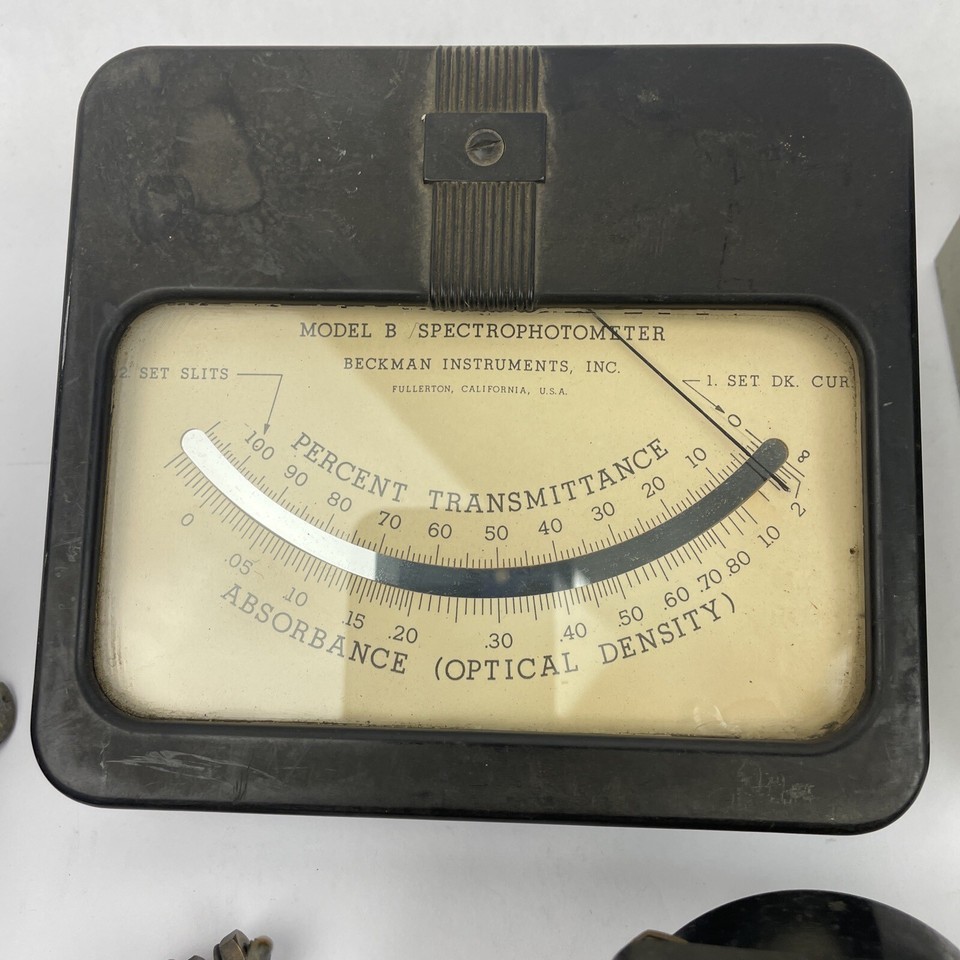 MODEL B SPECTROPHOTOMETER
BECKMAN INSTRUMENTS, INC.
FULLERTON, CALIFORNIA, U.S.A.
2. SET SLITS
1. SET DK. CUR
PERCENT TRANSMITTANCE
100 90 80 70 60 50 40 30 20 10 0
0 .05 .10 .15 .20 .30 .40 .50 .60 .70 .80 1.0 2 ∞
ABSORBANCE (OPTICAL DENSITY)